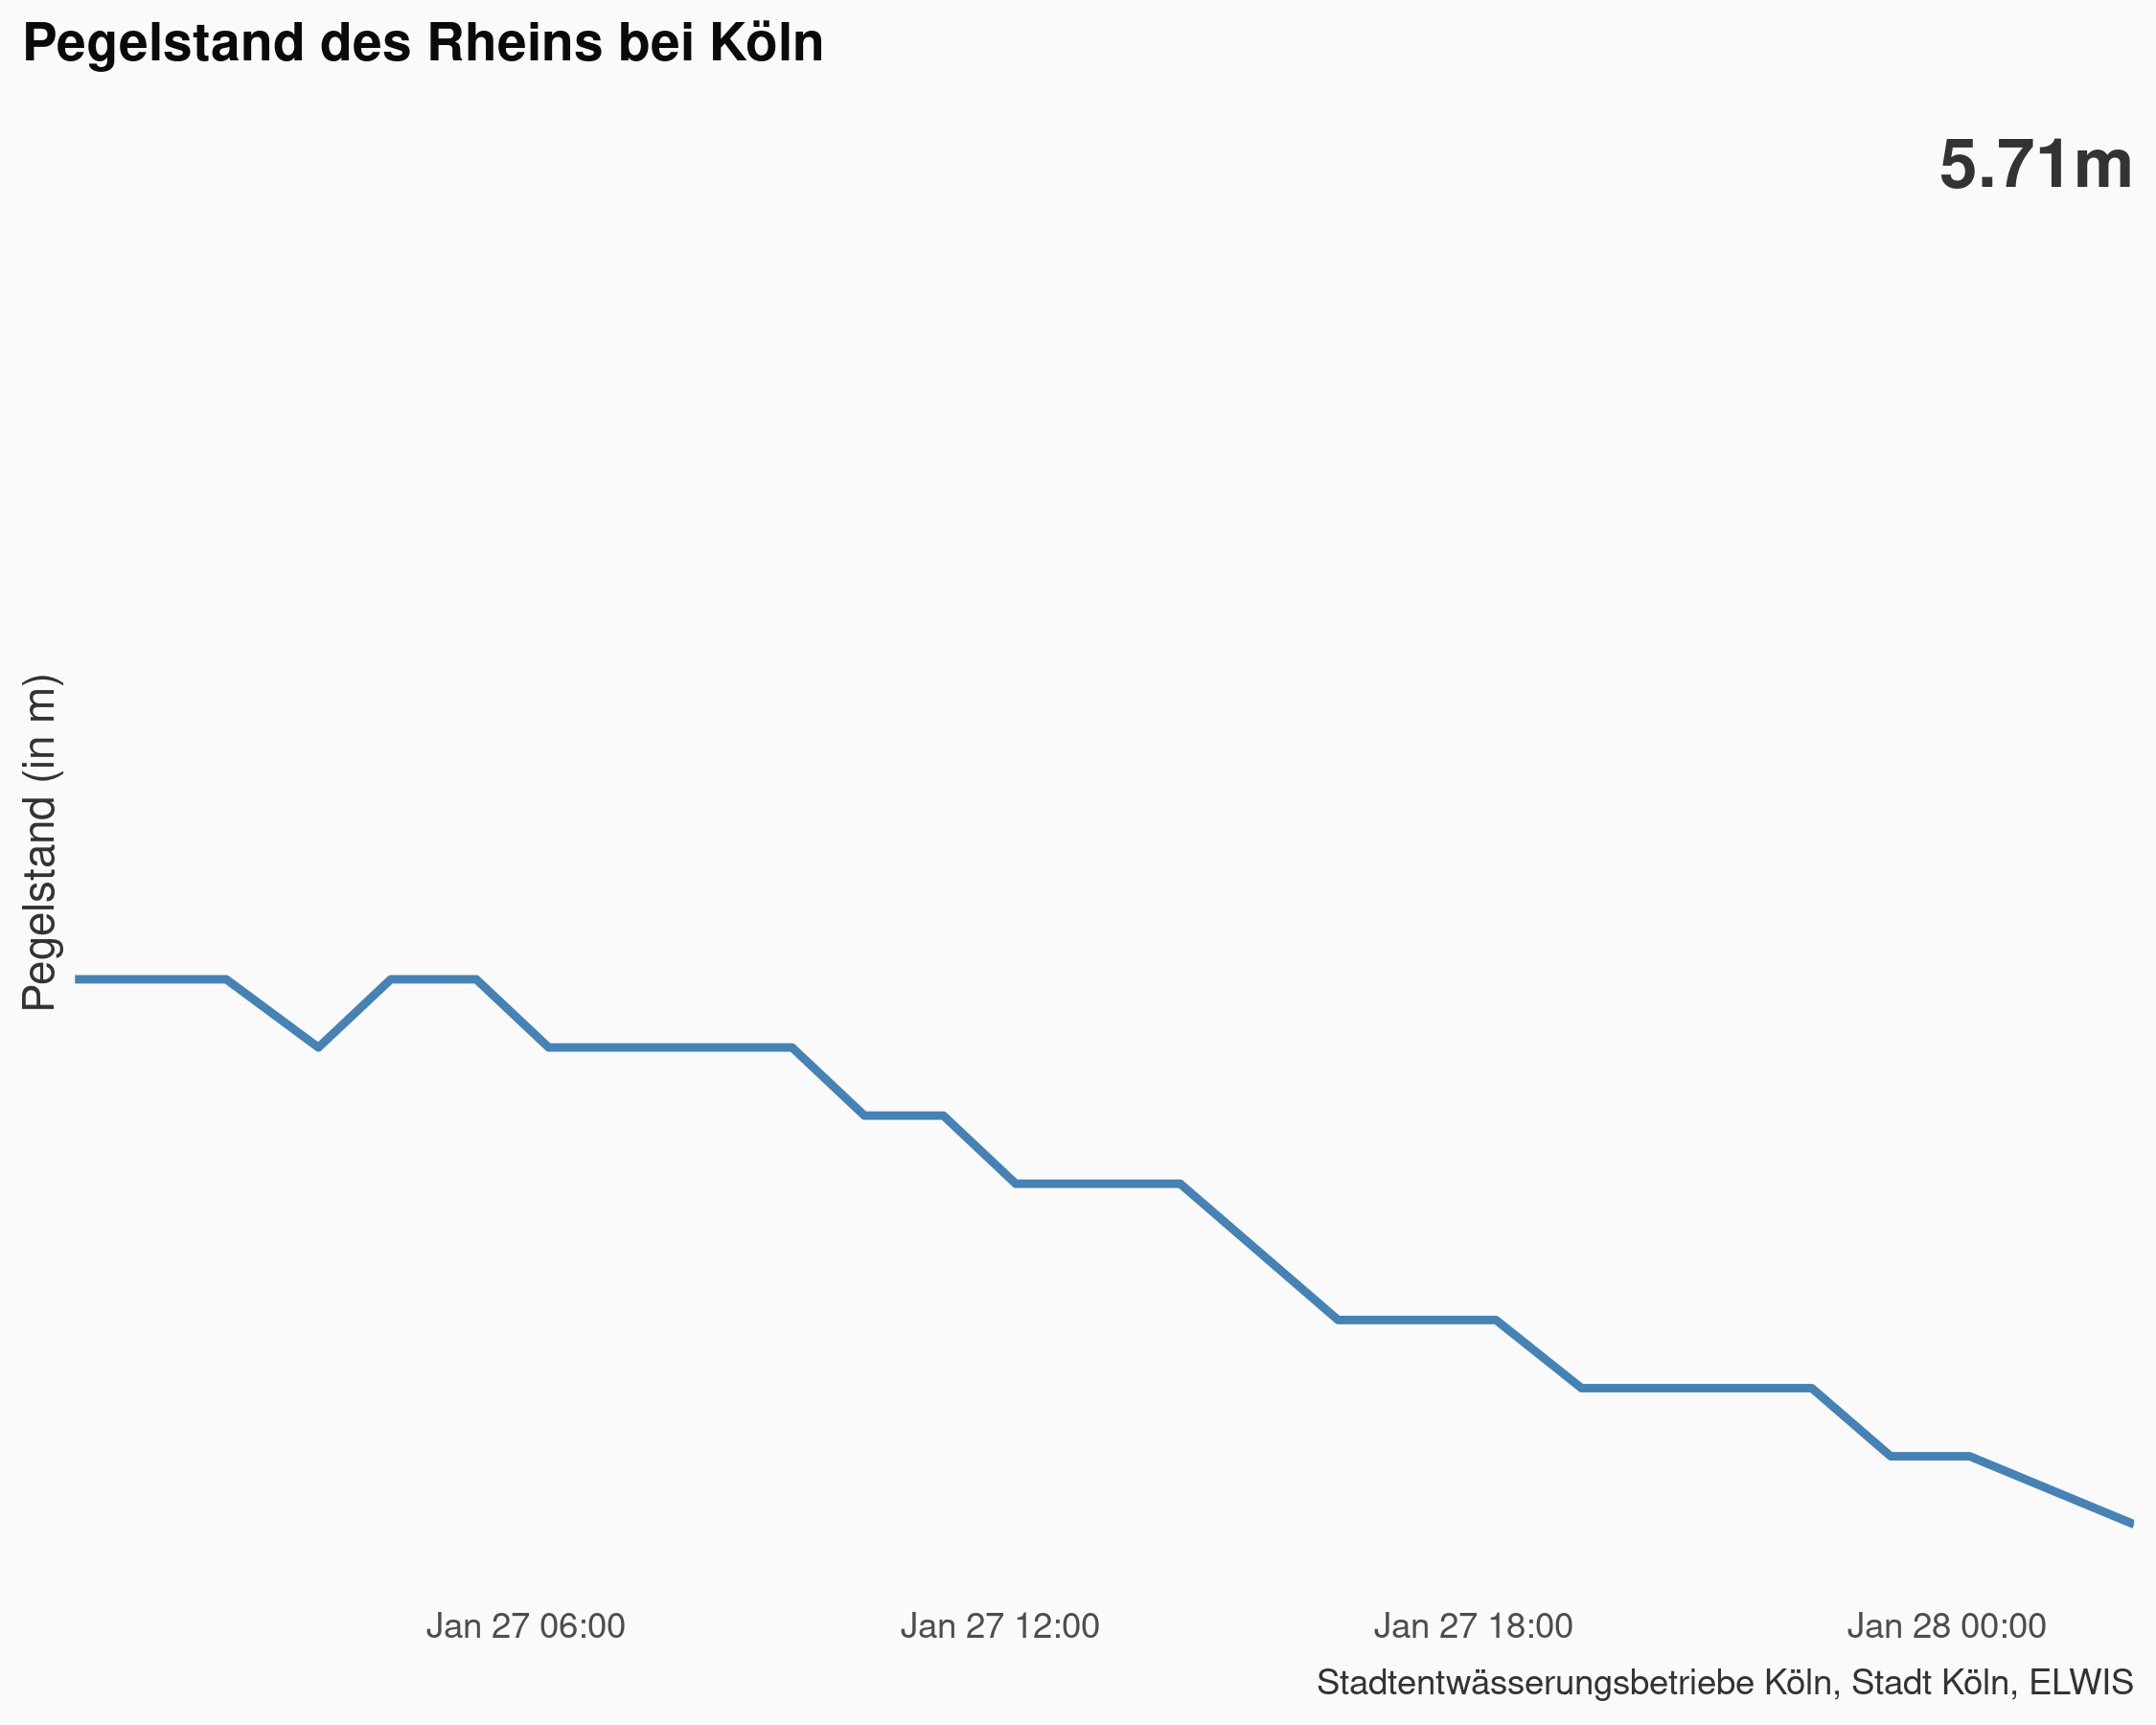 Pegelstand des Rheins bei Köln
5.71m
Pegelstand (in m)
Jan 27 06:00
Jan 27 12:00
Jan 27 18:00
Jan 28 00:00
Stadtentwässerungsbetriebe Köln, Stadt Köln, ELWIS